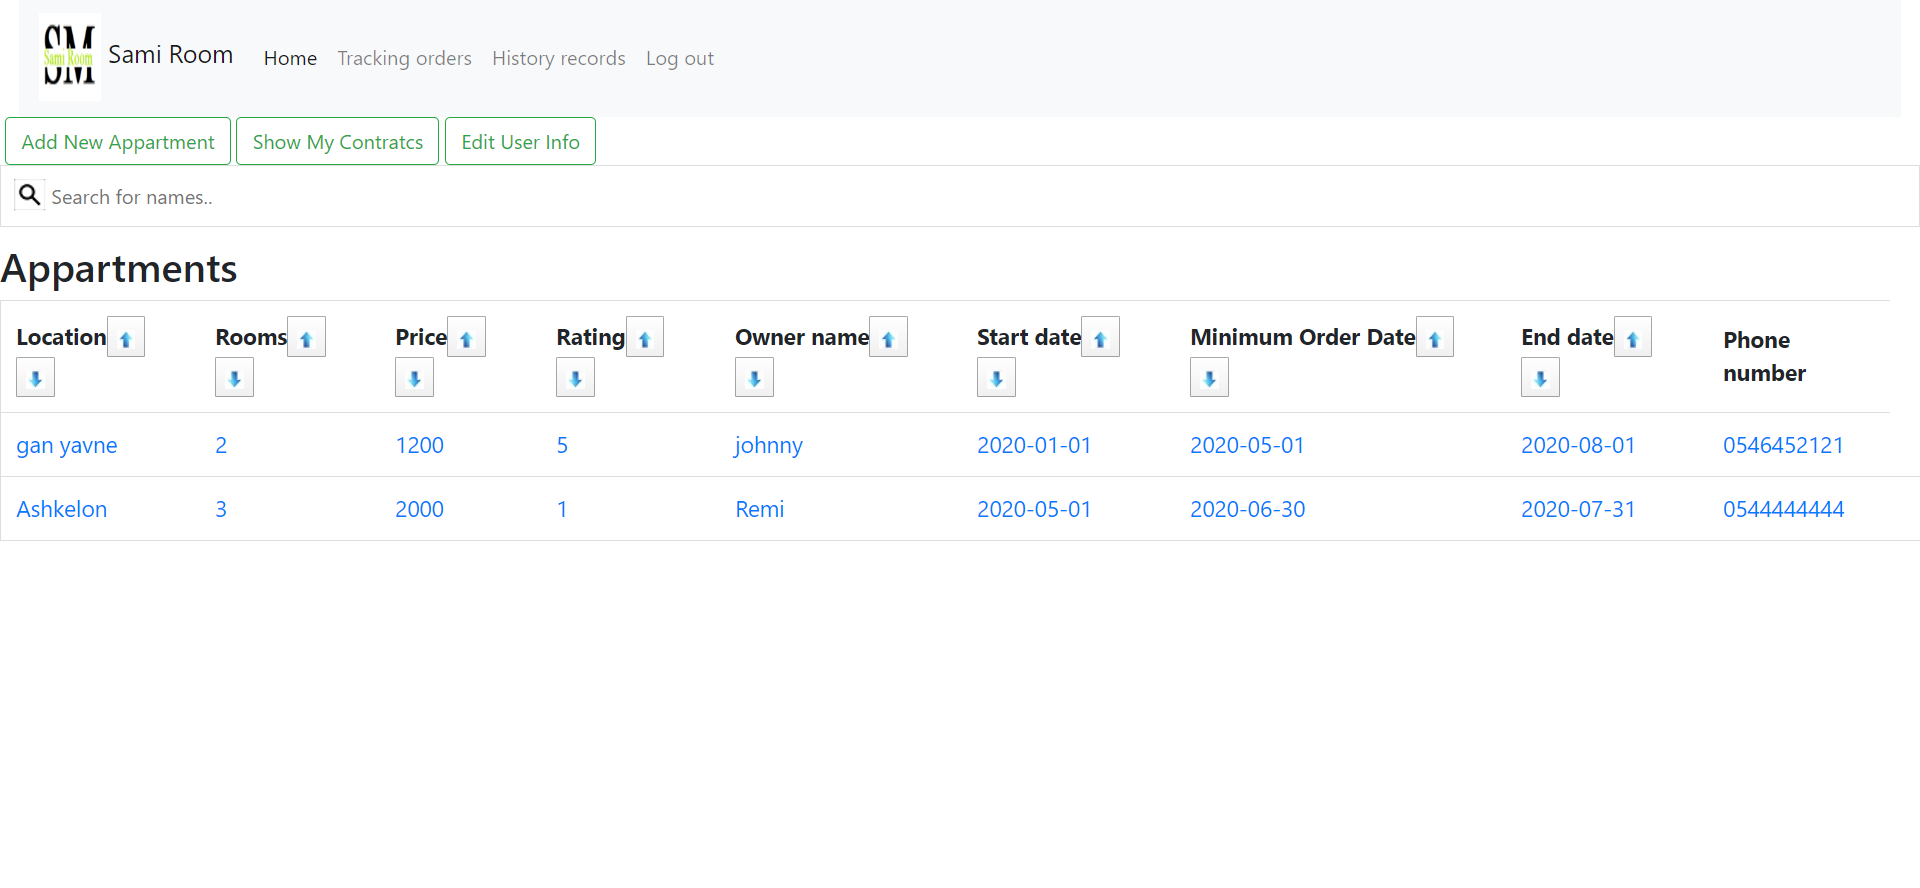 SM
Sami Room
Sami Room Home Tracking orders History records Log out
Add New Appartment Show My Contratcs Edit User Info
Search for names..
Appartments
Location Rooms Price Rating Owner name Start date Minimum Order Date End date Phone number
gan yavne 2 1200 5 johnny 2020-01-01 2020-05-01 2020-08-01 0546452121
Ashkelon 3 2000 1 Remi 2020-05-01 2020-06-30 2020-07-31 0544444444